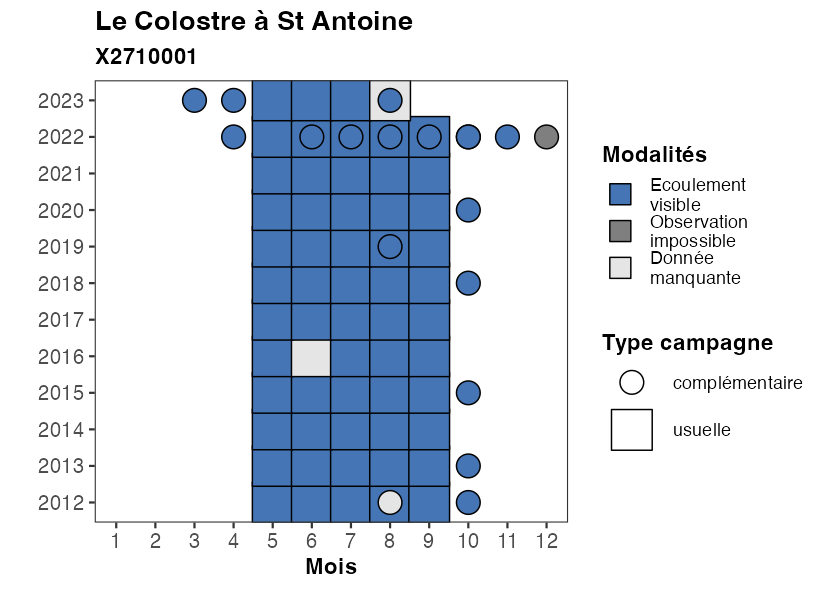 Le Colostre à St Antoine
X2710001
2023
2022
2021
2020
2019
2018
2017
2016
2015
2014
2013
2012
1 2 3 4 5 6 7 8 9 10 11 12
Mois
Modalités
Ecoulement
visible
Observation
impossible
Donnée
manquante
Type campagne
complémentaire
usuelle